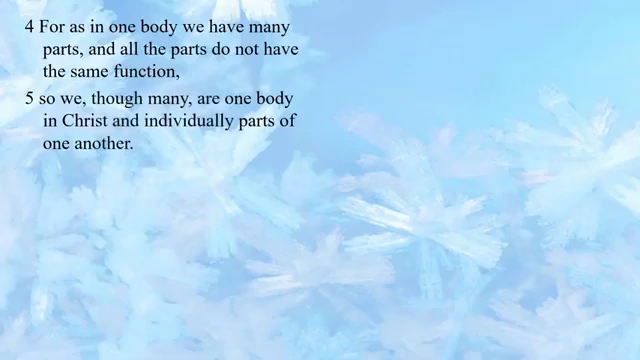 4 For as in one body we have many
parts, and all the parts do not have
the same function,
5 so we, though many, are one body
in Christ and individually parts of
one another.